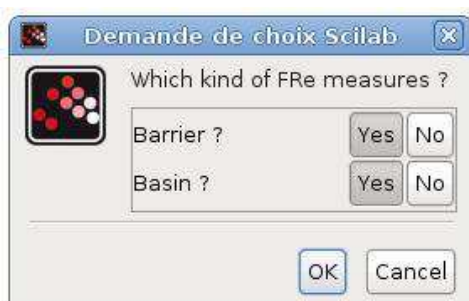 Demande de choix Scilab
Which kind of FRe measures ?
Barrier ? Yes No
Basin ? Yes No
OK Cancel